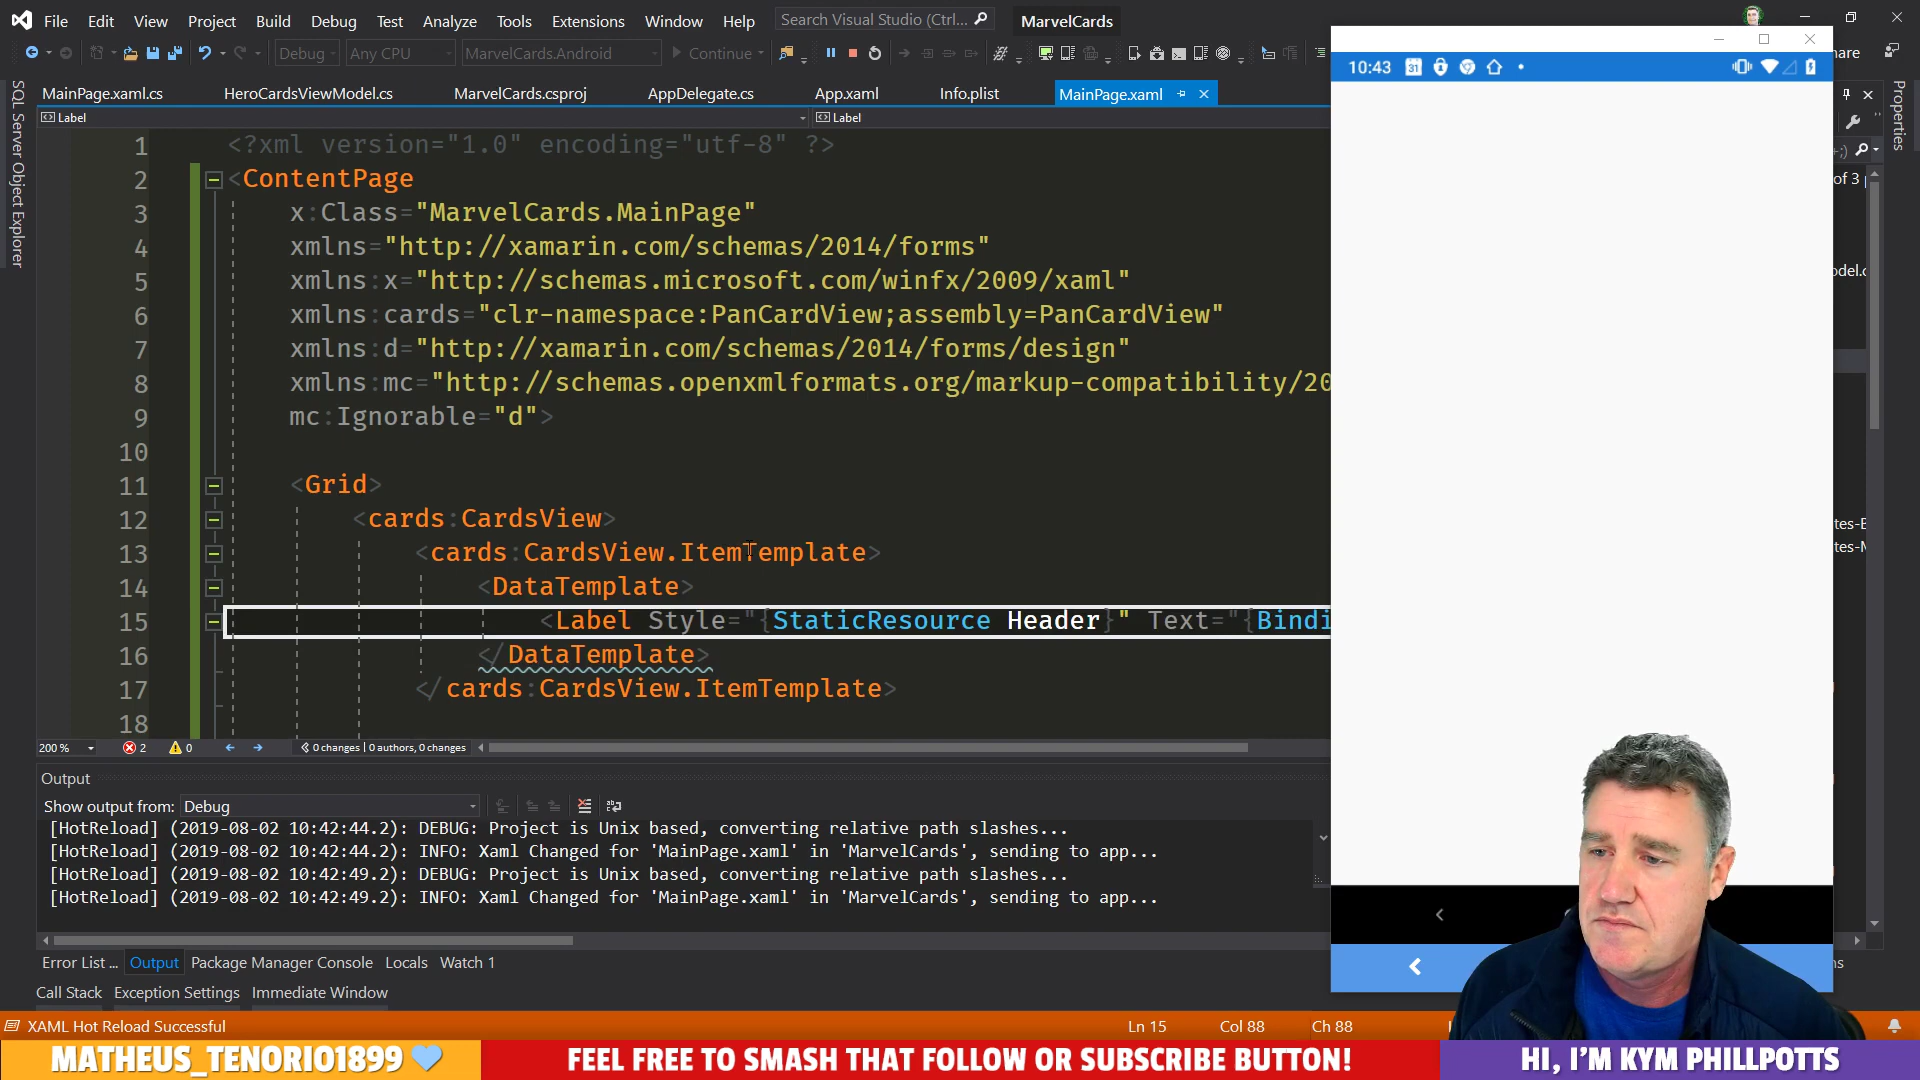 File Edit View Project Build Debug Test Analyze Tools Extensions Window Help Search Visual Studio (Ctrl... MarvelCards
Debug Any CPU MarvelCards.Android Continue
MainPage.xaml.cs HeroCardsViewModel.cs MarvelCards.csproj AppDelegate.cs App.xaml Info.plist MainPage.xaml
Label Label
SQL Server Object Explorer
Properties
10:43 31
1 <?xml version="1.0" encoding="utf-8" ?>
2 <ContentPage
3 x:Class="MarvelCards.MainPage"
4 xmlns="http://xamarin.com/schemas/2014/forms"
5 xmlns:x="http://schemas.microsoft.com/winfx/2009/xaml"
6 xmlns:cards="clr-namespace:PanCardView;assembly=PanCardView"
7 xmlns:d="http://xamarin.com/schemas/2014/forms/design"
8 xmlns:mc="http://schemas.openxmlformats.org/markup-compatibility/20
9 mc:Ignorable="d">
10
11 <Grid>
12 <cards:CardsView>
13 <cards:CardsView.ItemTemplate>
14 <DataTemplate>
15 <Label Style="{StaticResource Header}" Text="{Bindi
16 </DataTemplate>
17 </cards:CardsView.ItemTemplate>
18
of 3
odel.c
tes-E
tes-M
200 % 2 0 0 changes | 0 authors, 0 changes
Output
Show output from: Debug
[HotReload] (2019-08-02 10:42:44.2): DEBUG: Project is Unix based, converting relative path slashes...
[HotReload] (2019-08-02 10:42:44.2): INFO: Xaml Changed for 'MainPage.xaml' in 'MarvelCards', sending to app...
[HotReload] (2019-08-02 10:42:49.2): DEBUG: Project is Unix based, converting relative path slashes...
[HotReload] (2019-08-02 10:42:49.2): INFO: Xaml Changed for 'MainPage.xaml' in 'MarvelCards', sending to app...
Error List ... Output Package Manager Console Locals Watch 1
Call Stack Exception Settings Immediate Window
XAML Hot Reload Successful Ln 15 Col 88 Ch 88
MATHEUS_TENORIO1899 FEEL FREE TO SMASH THAT FOLLOW OR SUBSCRIBE BUTTON! HI, I'M KYM PHILLPOTTS